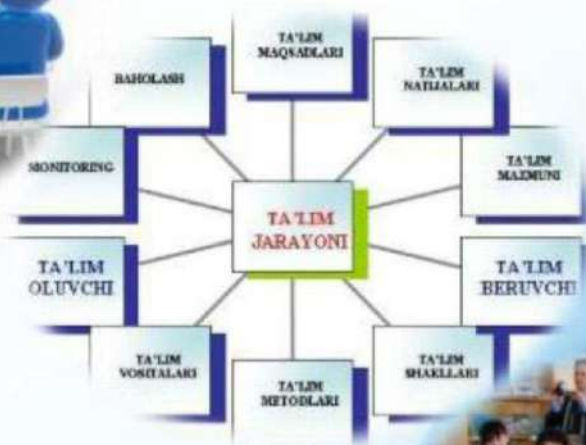 TA'LIM
MAQSADLARI
BAHOLASH
TA'LIM
NATIJALARI
MONITORING
TA'LIM
MAZMUNI
TA'LIM
JARAYONI
TA'LIM
OLUVCHI
TA'LIM
BERUVCHI
TA'LIM
VOSITALARI
TA'LIM
METODLARI
TA'LIM
SHAKLLARI